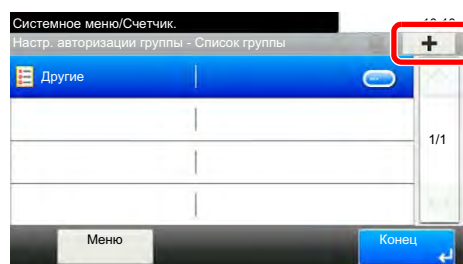 Системное меню/Счетчик.
Настр. авторизации группы - Список группы
+
Другие
1/1
Меню
Конец